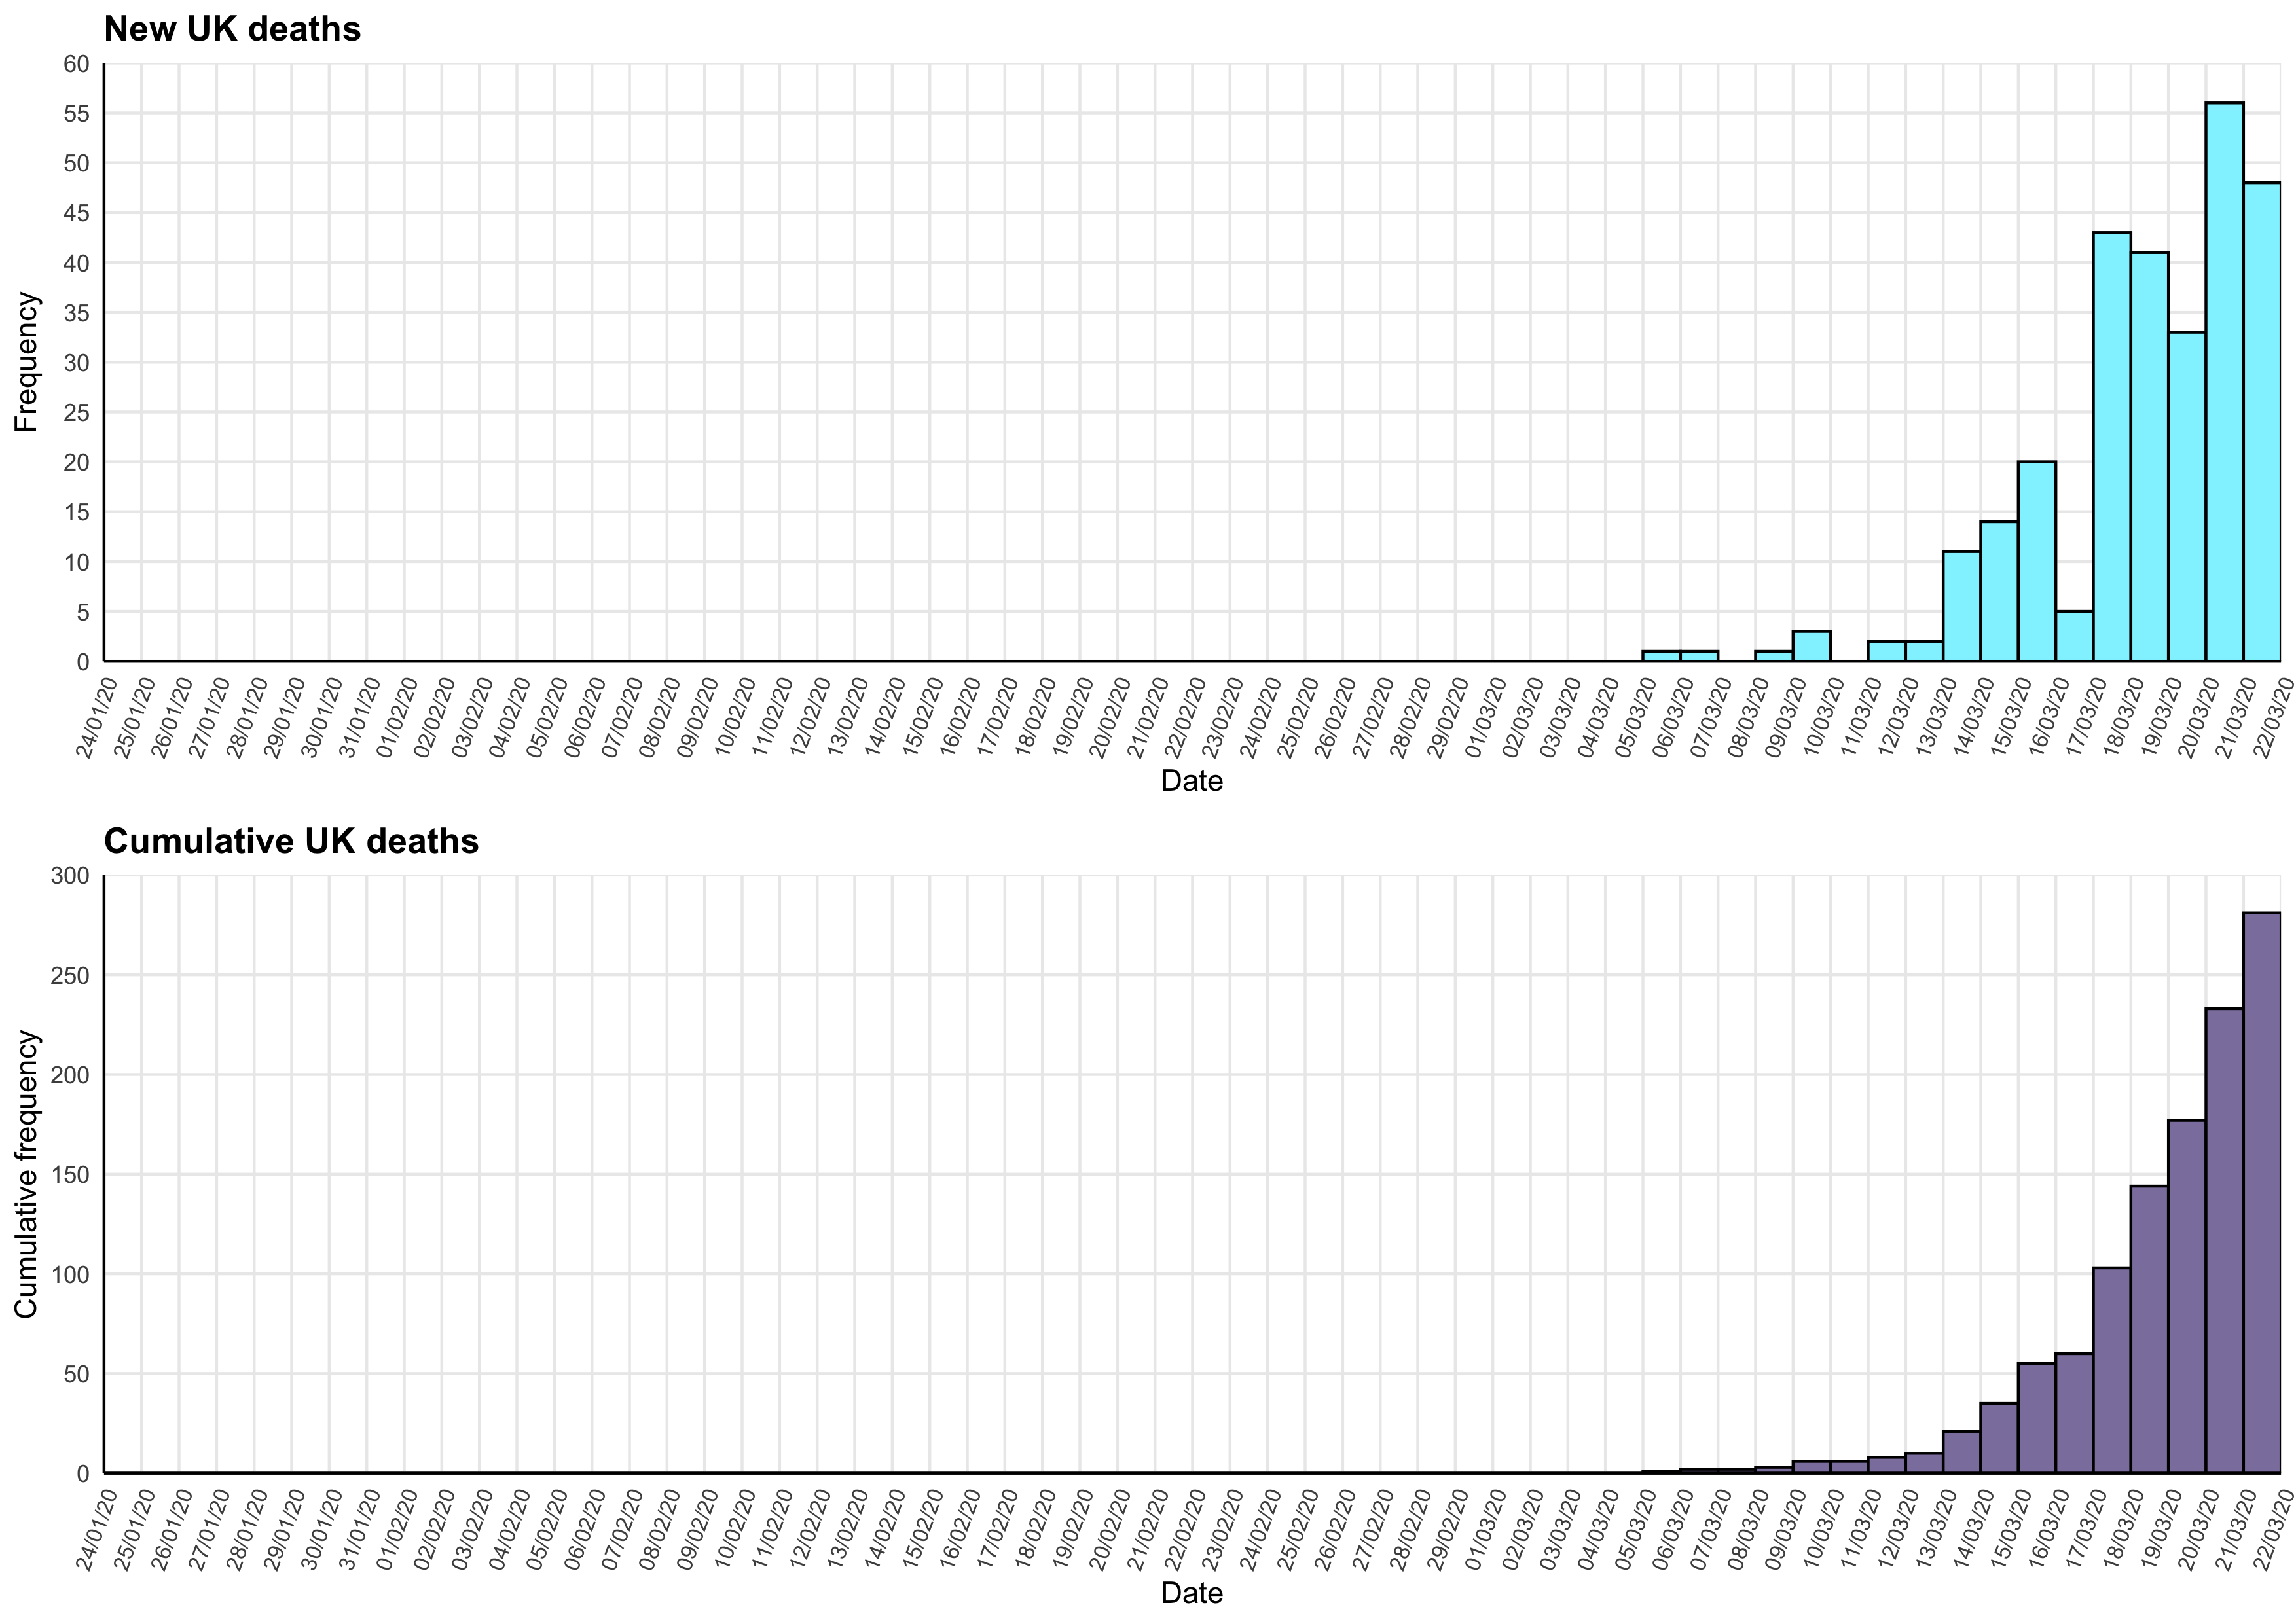 New UK deaths
60
55
50
45
40
35
30
25
20
15
10
5
0
Frequency
24/01/20 25/01/20 26/01/20 27/01/20 28/01/20 29/01/20 30/01/20 31/01/20 01/02/20 02/02/20 03/02/20 04/02/20 05/02/20 06/02/20 07/02/20 08/02/20 09/02/20 10/02/20 11/02/20 12/02/20 13/02/20 14/02/20 15/02/20 16/02/20 17/02/20 18/02/20 19/02/20 20/02/20 21/02/20 22/02/20 23/02/20 24/02/20 25/02/20 26/02/20 27/02/20 28/02/20 29/02/20 01/03/20 02/03/20 03/03/20 04/03/20 05/03/20 06/03/20 07/03/20 08/03/20 09/03/20 10/03/20 11/03/20 12/03/20 13/03/20 14/03/20 15/03/20 16/03/20 17/03/20 18/03/20 19/03/20 20/03/20 21/03/20 22/03/20
Date
Cumulative UK deaths
300
250
200
150
100
50
0
Cumulative frequency
24/01/20 25/01/20 26/01/20 27/01/20 28/01/20 29/01/20 30/01/20 31/01/20 01/02/20 02/02/20 03/02/20 04/02/20 05/02/20 06/02/20 07/02/20 08/02/20 09/02/20 10/02/20 11/02/20 12/02/20 13/02/20 14/02/20 15/02/20 16/02/20 17/02/20 18/02/20 19/02/20 20/02/20 21/02/20 22/02/20 23/02/20 24/02/20 25/02/20 26/02/20 27/02/20 28/02/20 29/02/20 01/03/20 02/03/20 03/03/20 04/03/20 05/03/20 06/03/20 07/03/20 08/03/20 09/03/20 10/03/20 11/03/20 12/03/20 13/03/20 14/03/20 15/03/20 16/03/20 17/03/20 18/03/20 19/03/20 20/03/20 21/03/20 22/03/20
Date